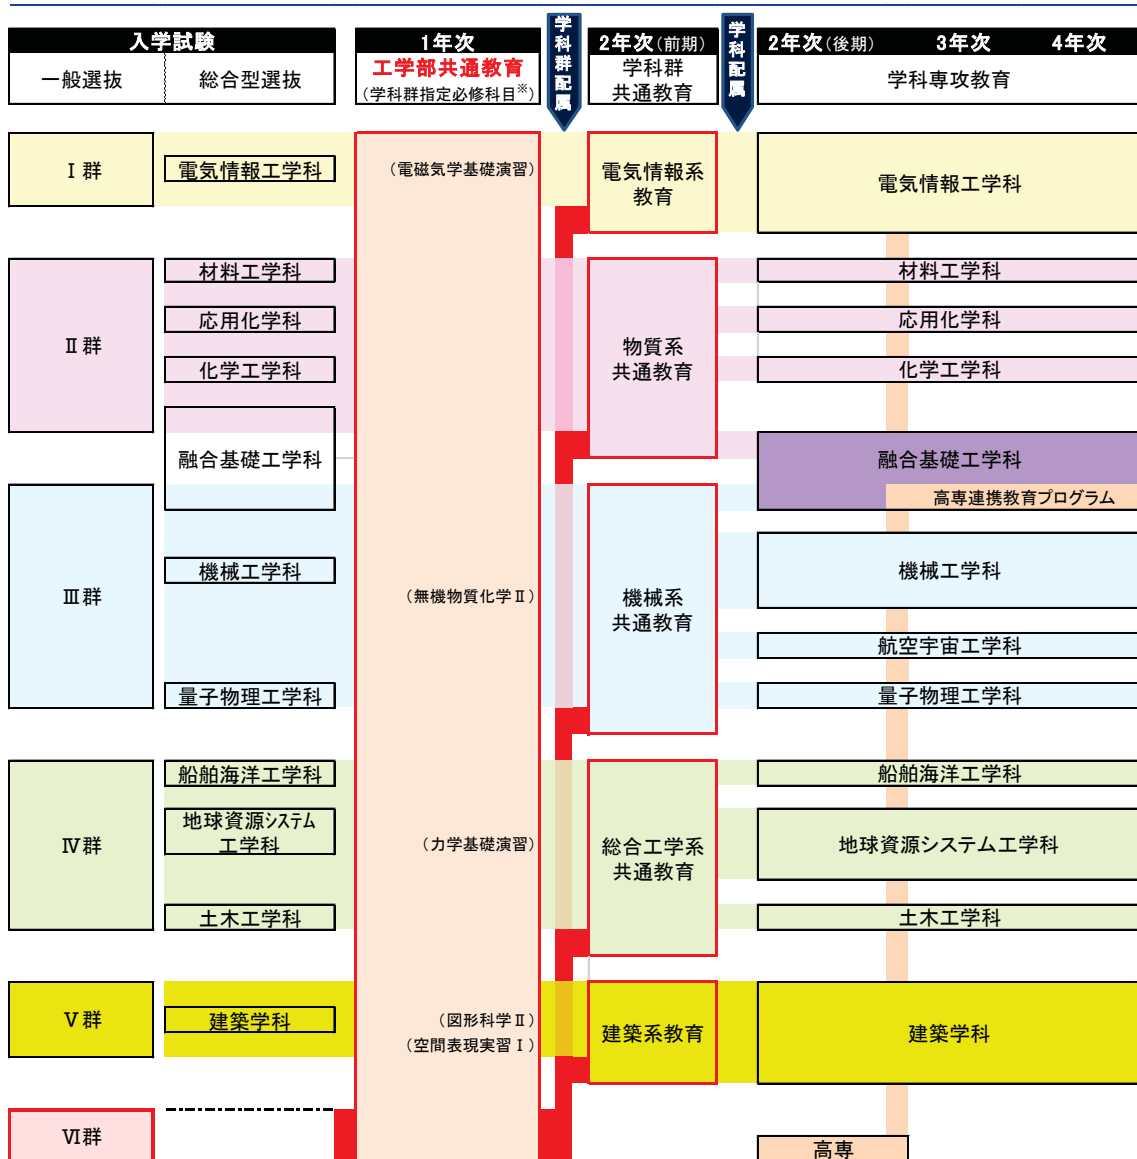 入学試験
一般選抜
総合型選抜
1年次
工学部共通教育
(学科群指定必修科目※)
学科群配属
2年次(前期)
学科群
共通教育
学科配属
2年次(後期) 3年次 4年次
学科専攻教育
Ⅰ群
電気情報工学科
(電磁気学基礎演習)
電気情報系
教育
電気情報工学科
Ⅱ群
材料工学科
応用化学科
化学工学科
融合基礎工学科
物質系
共通教育
材料工学科
応用化学科
化学工学科
融合基礎工学科
高専連携教育プログラム
Ⅲ群
機械工学科
量子物理工学科
(無機物質化学Ⅱ)
機械系
共通教育
機械工学科
航空宇宙工学科
量子物理工学科
Ⅳ群
船舶海洋工学科
地球資源システム
工学科
土木工学科
(力学基礎演習)
総合工学系
共通教育
船舶海洋工学科
地球資源システム工学科
土木工学科
Ⅴ群
建築学科
(図形科学Ⅱ)
(空間表現実習Ⅰ)
建築系教育
建築学科
Ⅵ群
高専